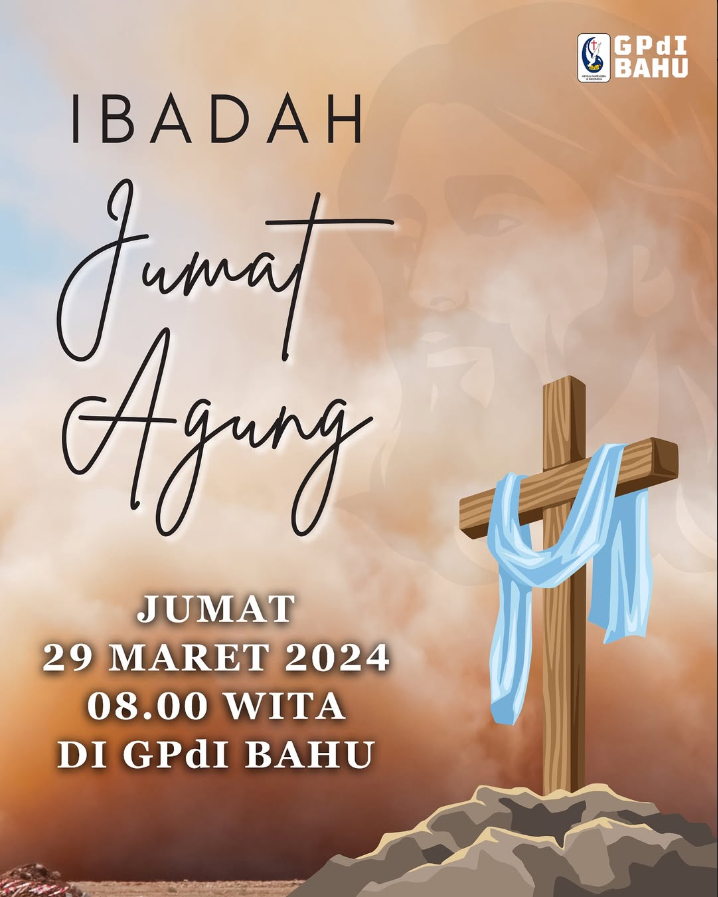 GPdI
BAHU
IBADAH
Jumat
Agung
JUMAT
29 MARET 2024
08.00 WITA
DI GPdI BAHU